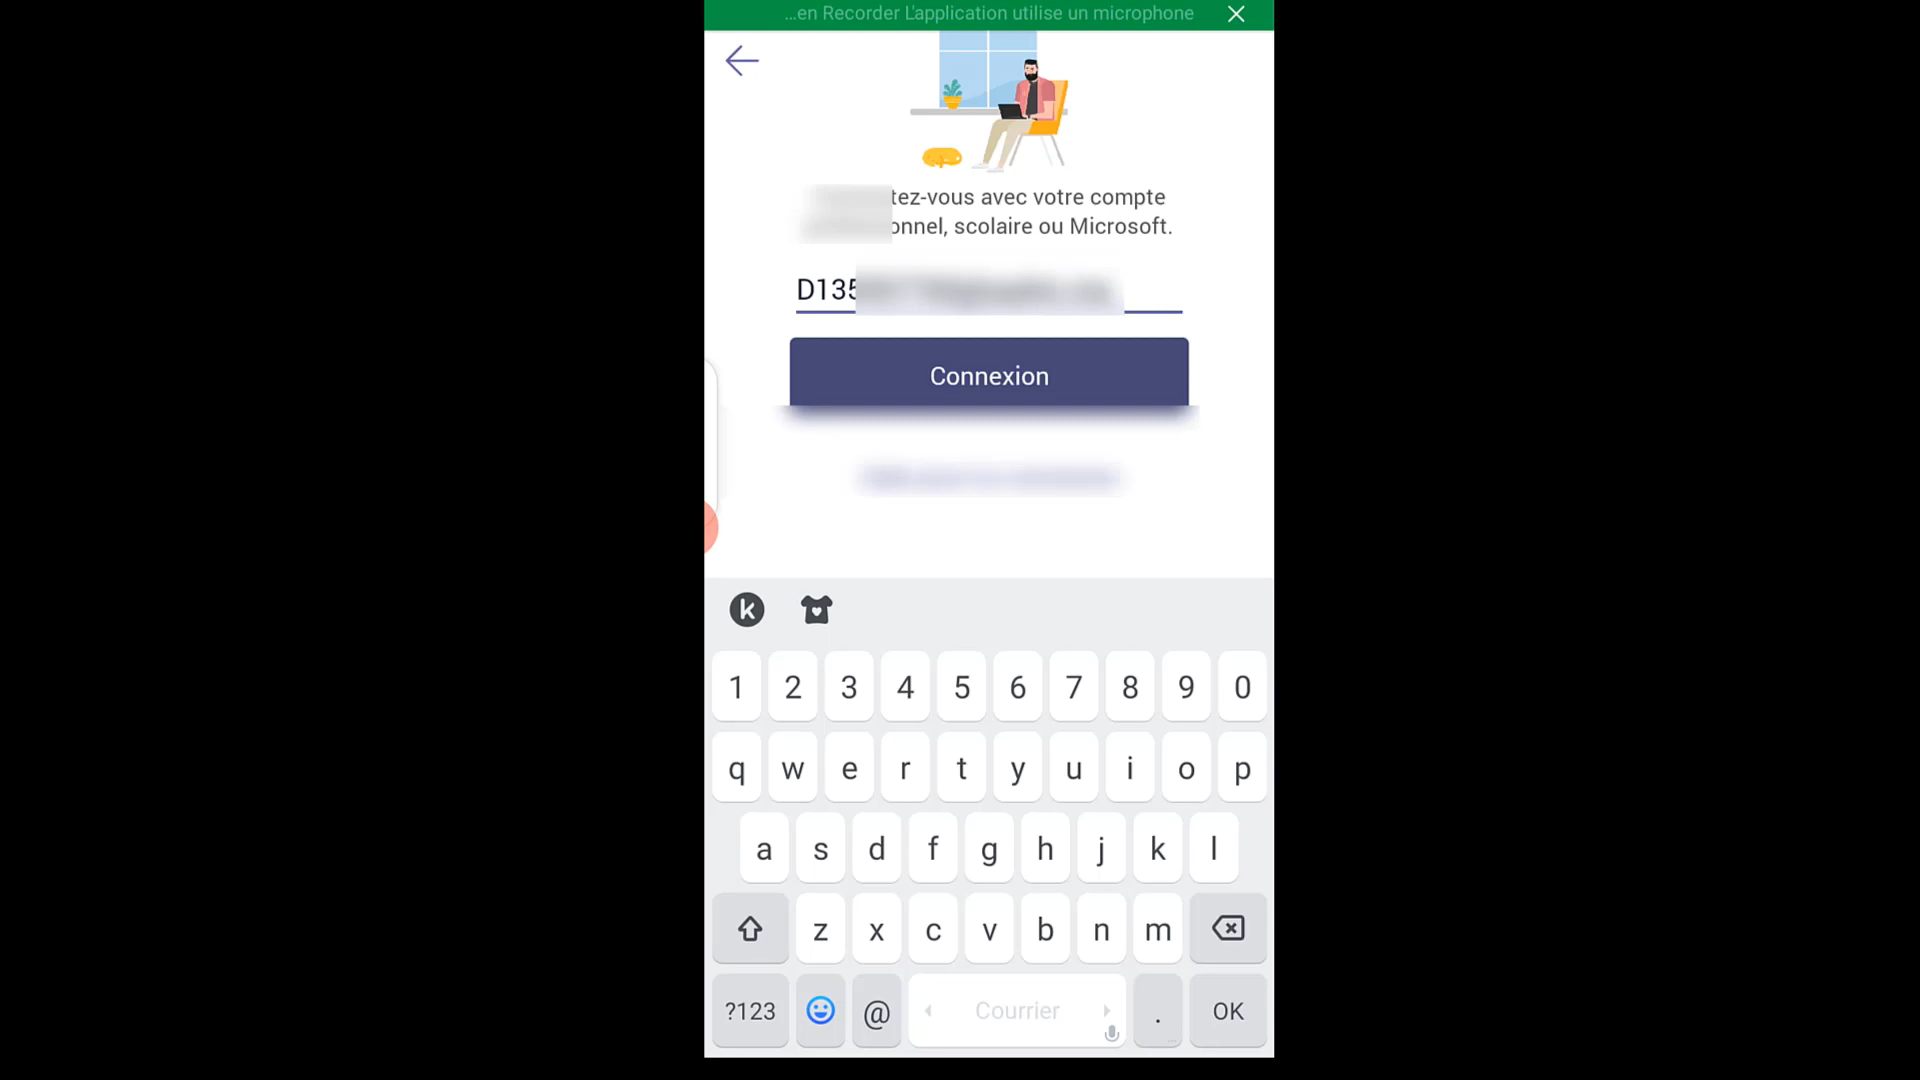 ...en Recorder L'application utilise un microphone
tez-vous avec votre compte
onnel, scolaire ou Microsoft.
D135
Connexion
1 2 3 4 5 6 7 8 9 0
q w e r t y u i o p
a s d f g h j k l
z x c v b n m
?123 @ Courrier . OK